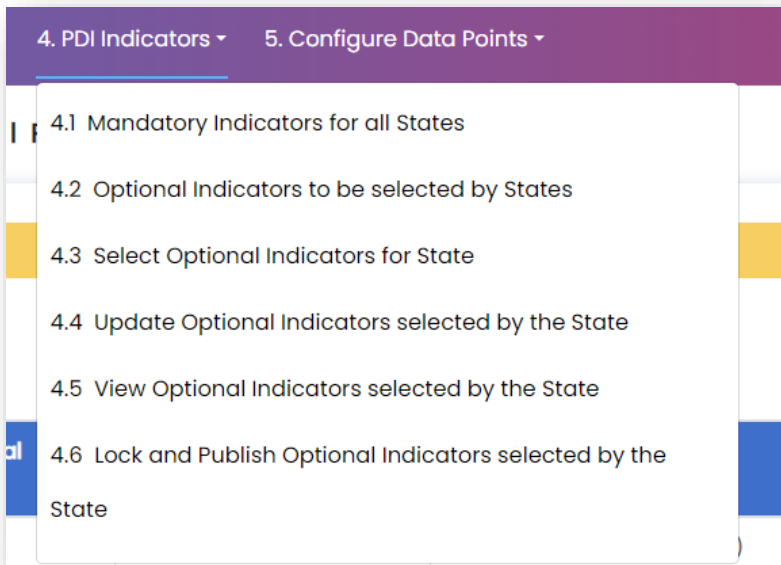 4. PDI Indicators 5. Configure Data Points
4.1 Mandatory Indicators for all States
4.2 Optional Indicators to be selected by States
4.3 Select Optional Indicators for State
4.4 Update Optional Indicators selected by the State
4.5 View Optional Indicators selected by the State
al
4.6 Lock and Publish Optional Indicators selected by the
State
)